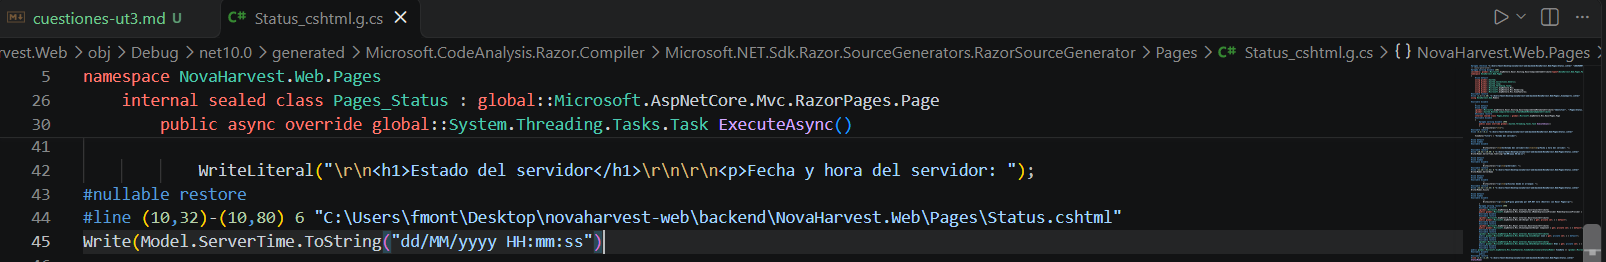 cuestiones-ut3.md U
C# Status_cshtml.g.cs
rvest.Web > obj > Debug > net10.0 > generated > Microsoft.CodeAnalysis.Razor.Compiler > Microsoft.NET.Sdk.Razor.SourceGenerators.RazorSourceGenerator > Pages > C# Status_cshtml.g.cs > {} NovaHarvest.Web.Pages >
5 namespace NovaHarvest.Web.Pages
26 internal sealed class Pages_Status : global::Microsoft.AspNetCore.Mvc.RazorPages.Page
30 public async override global::System.Threading.Tasks.Task ExecuteAsync()
41
42 WriteLiteral("\r\n<h1>Estado del servidor</h1>\r\n\r\n<p>Fecha y hora del servidor: ");
43 #nullable restore
44 #line (10,32)-(10,80) 6 "C:\Users\fmont\Desktop\novaharvest-web\backend\NovaHarvest.Web\Pages\Status.cshtml"
45 Write(Model.ServerTime.ToString("dd/MM/yyyy HH:mm:ss")